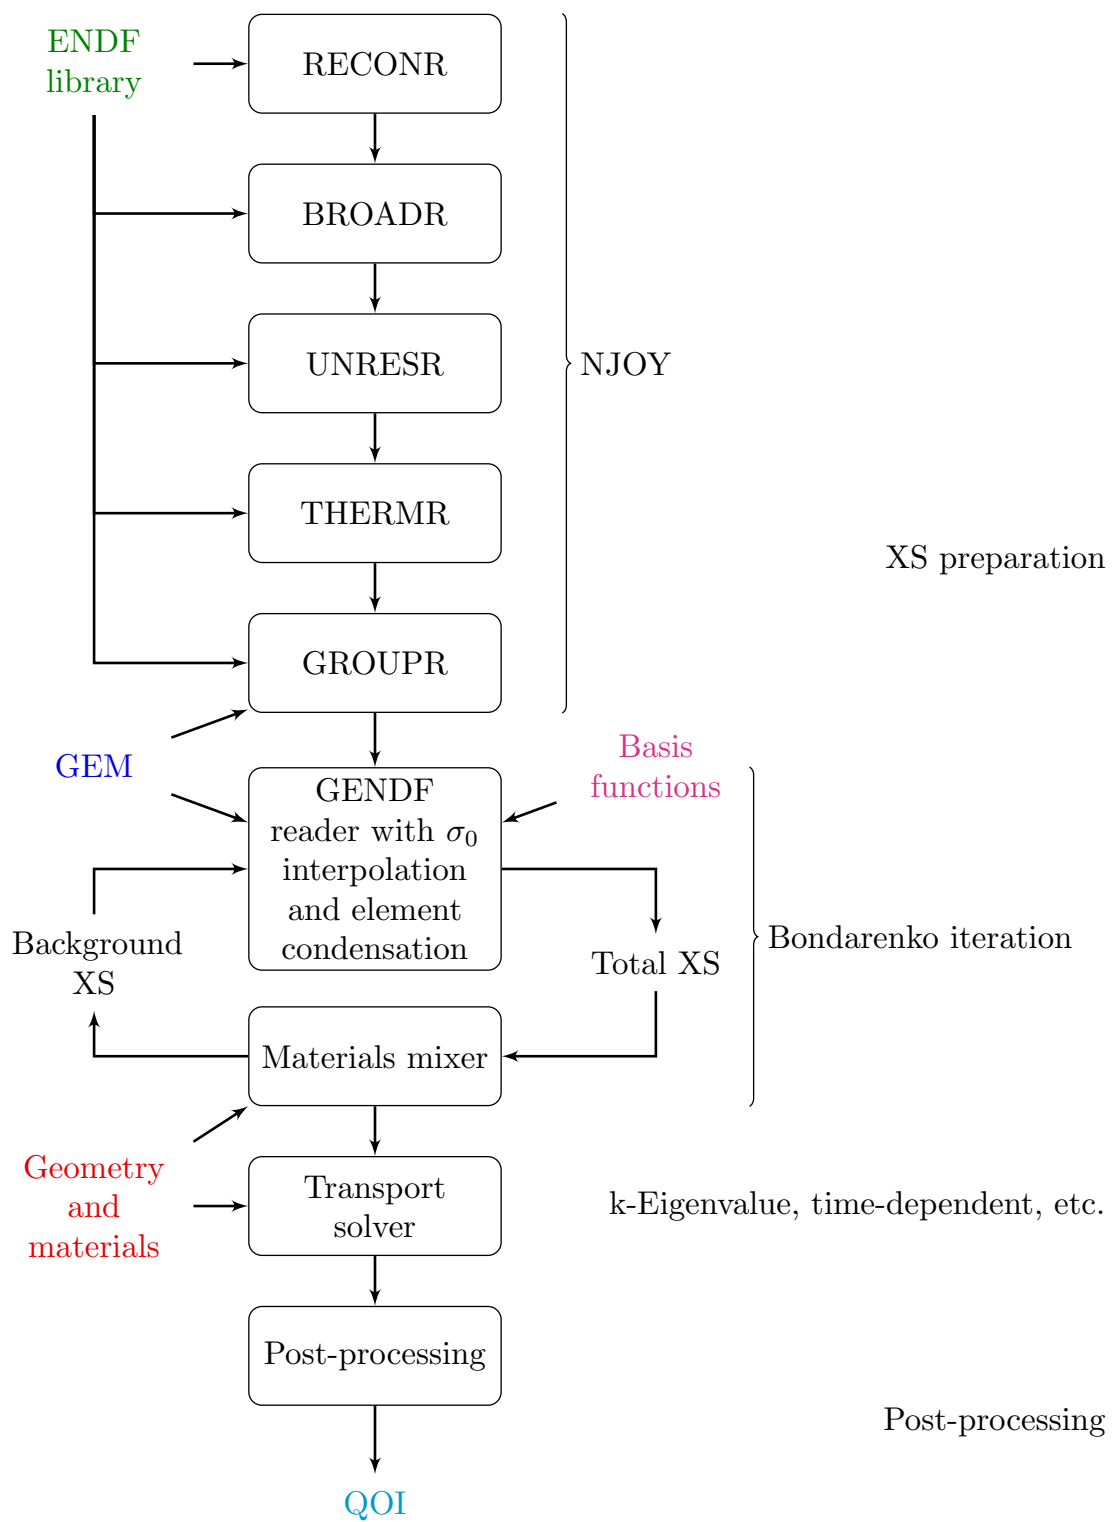 ENDF
library
RECONR
BROADR
UNRESR
NJOY
THERMR
XS preparation
GROUPR
GEM
Basis
functions
GENDF
reader with σ₀
interpolation
and element
condensation
Background
XS
Total XS
Bondarenko iteration
Materials mixer
Geometry
and
materials
Transport
solver
k-Eigenvalue, time-dependent, etc.
Post-processing
Post-processing
QOI